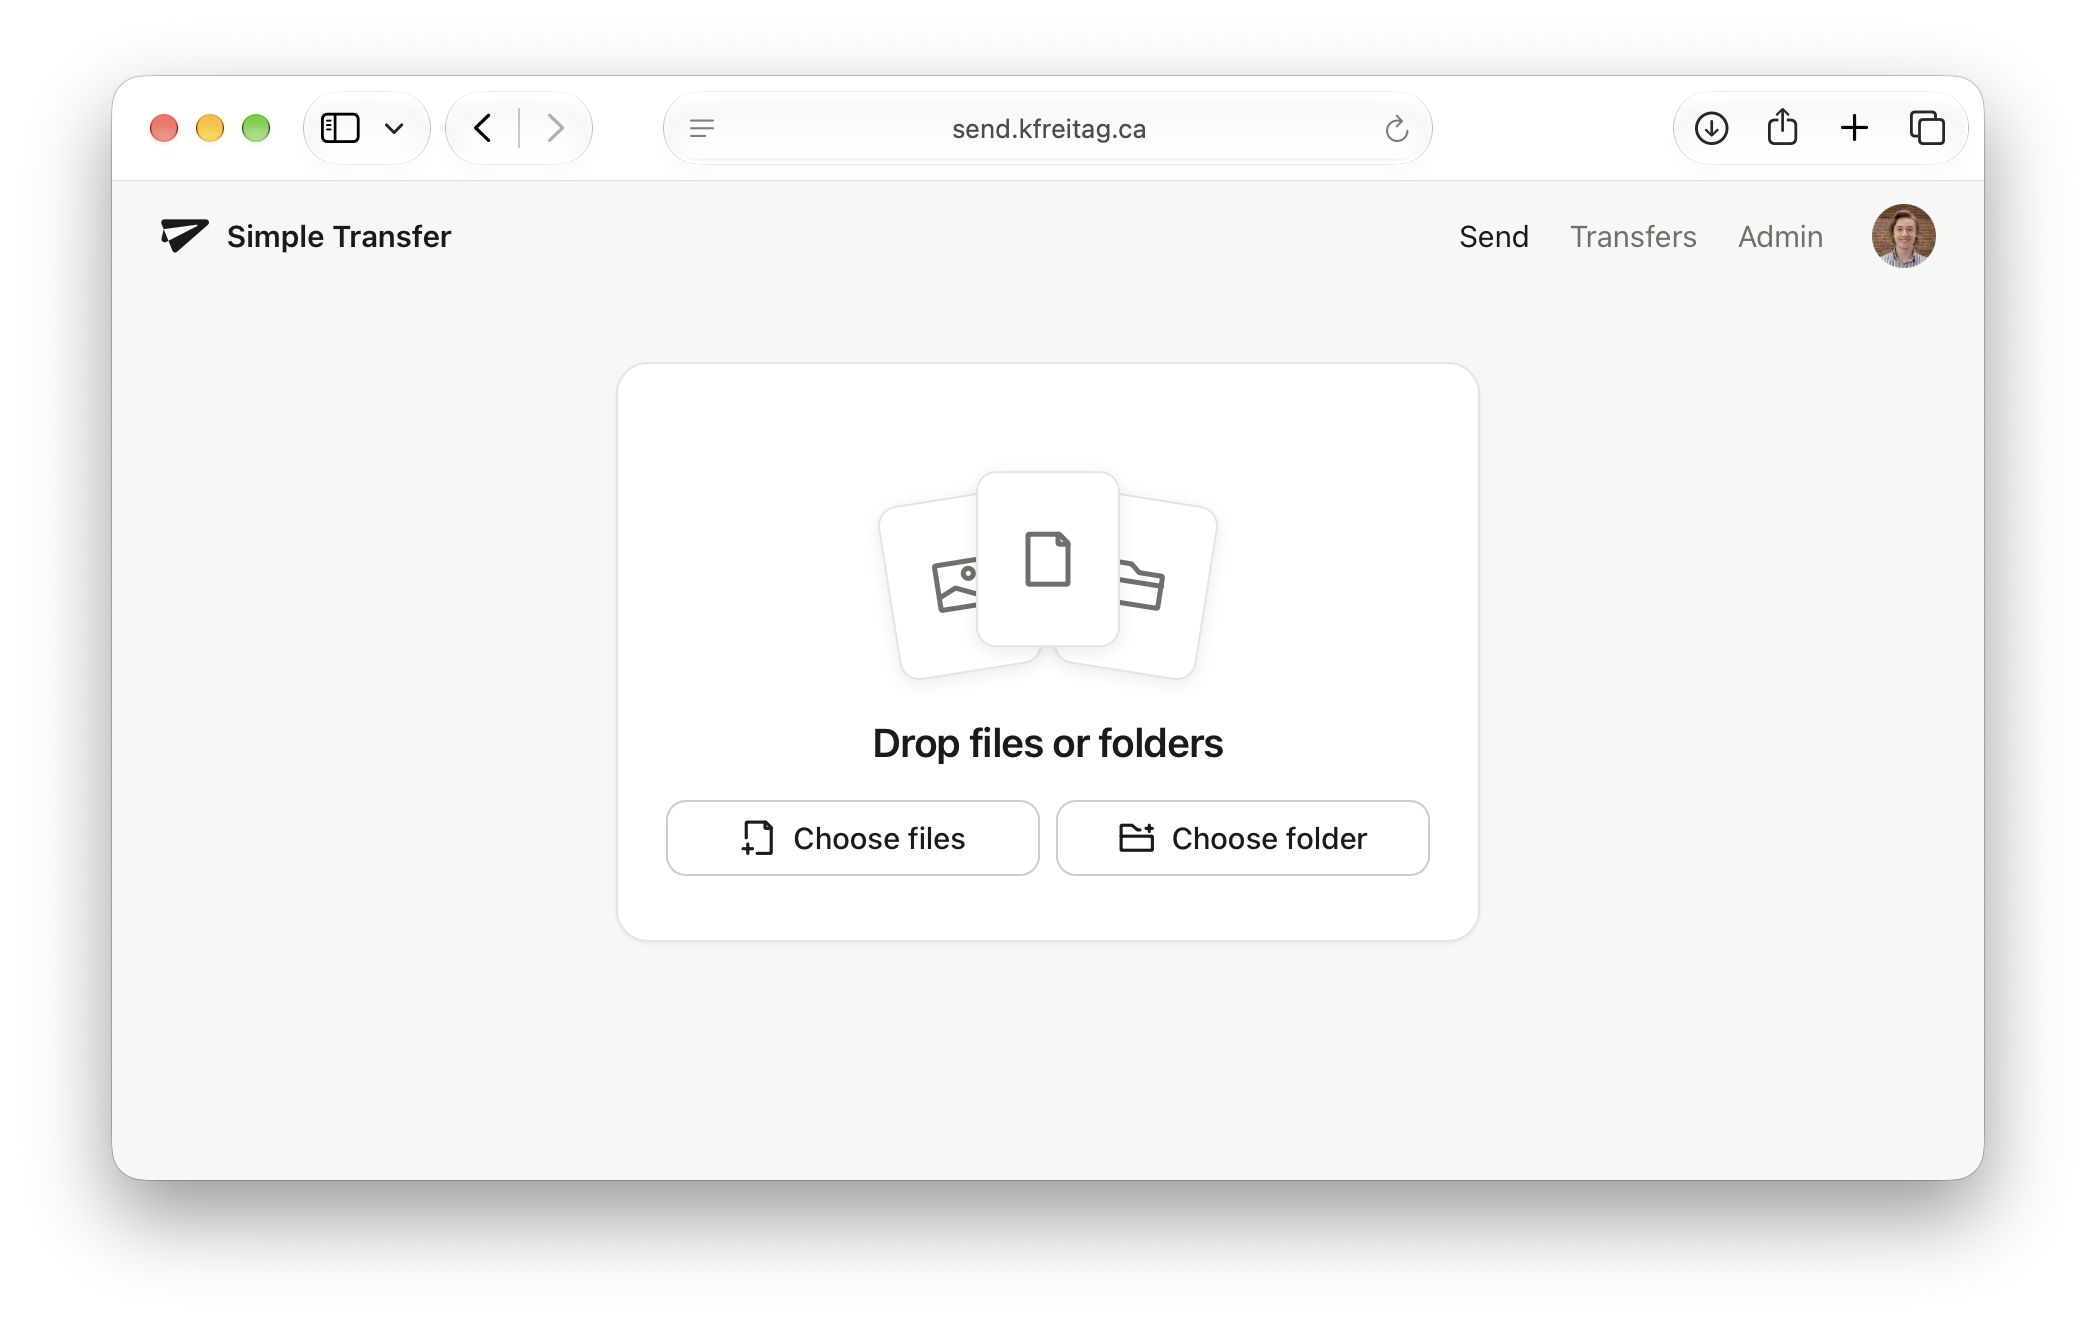 send.kfreitag.ca
Simple Transfer
Send
Transfers
Admin
Drop files or folders
Choose files
Choose folder